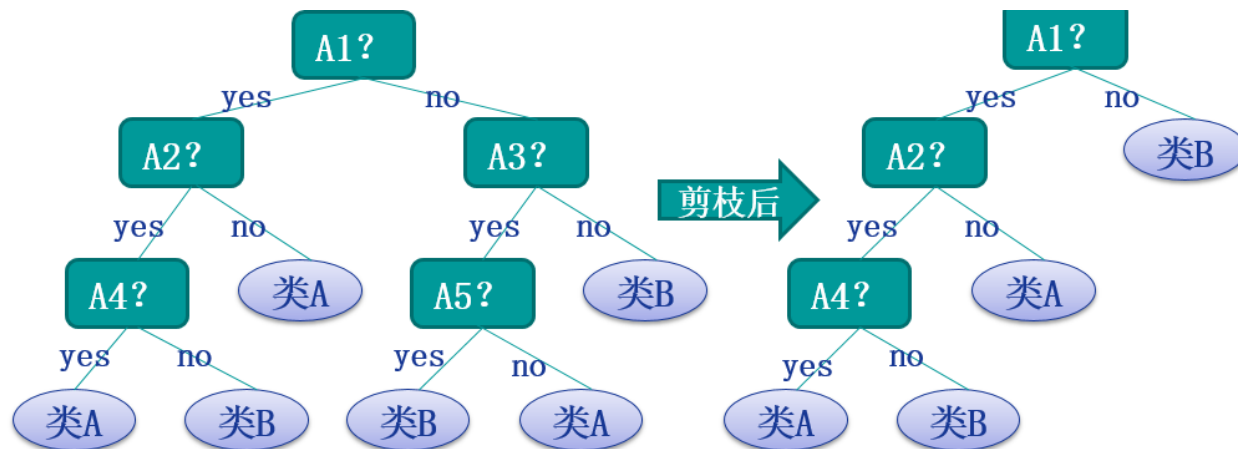 A1?
A1?
yes
no
yes
no
A2?
A3?
剪枝后
A2?
类B
yes
no
yes
no
yes
no
A4?
类A
A5?
类B
A4?
类A
yes
no
yes
no
yes
no
类A
类B
类B
类A
类A
类B